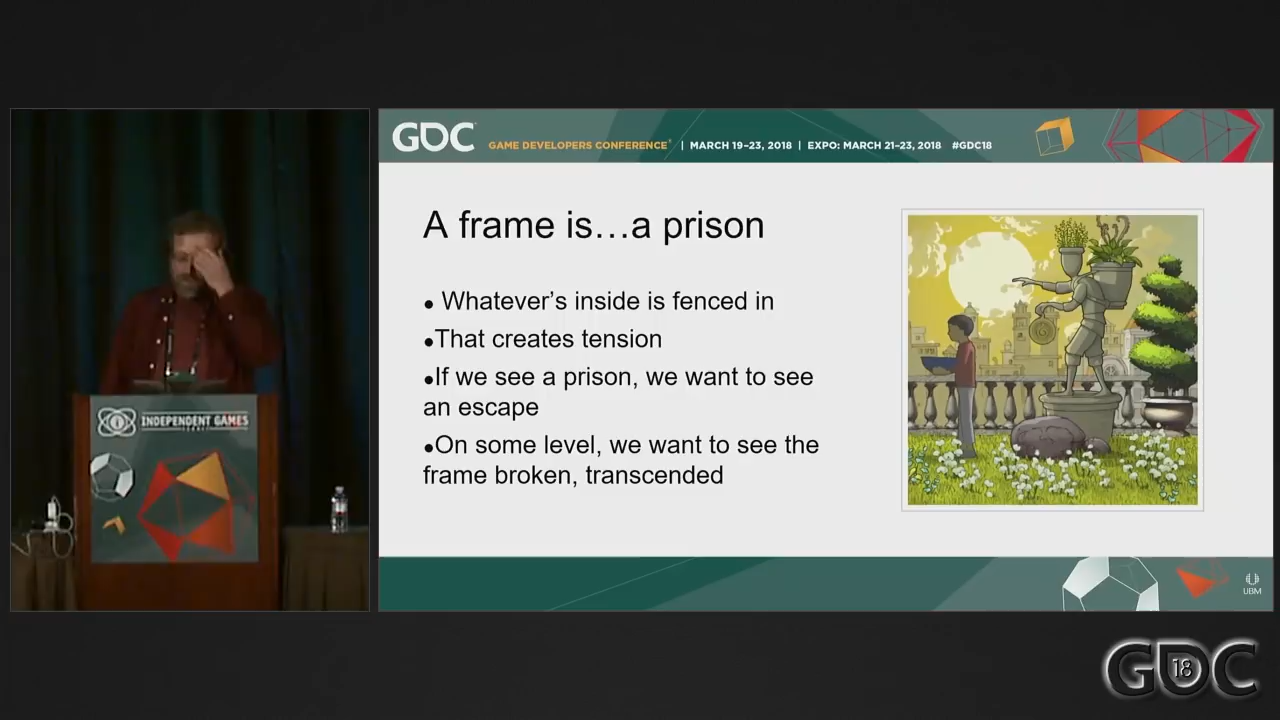 GDC
GAME DEVELOPERS CONFERENCE | MARCH 19–23, 2018 | EXPO: MARCH 21–23, 2018 #GDC18
A frame is…a prison
• Whatever’s inside is fenced in
•That creates tension
•If we see a prison, we want to see
an escape
•On some level, we want to see the
frame broken, transcended
INDEPENDENT GAMES
SUMMIT
UBM
GDC
18